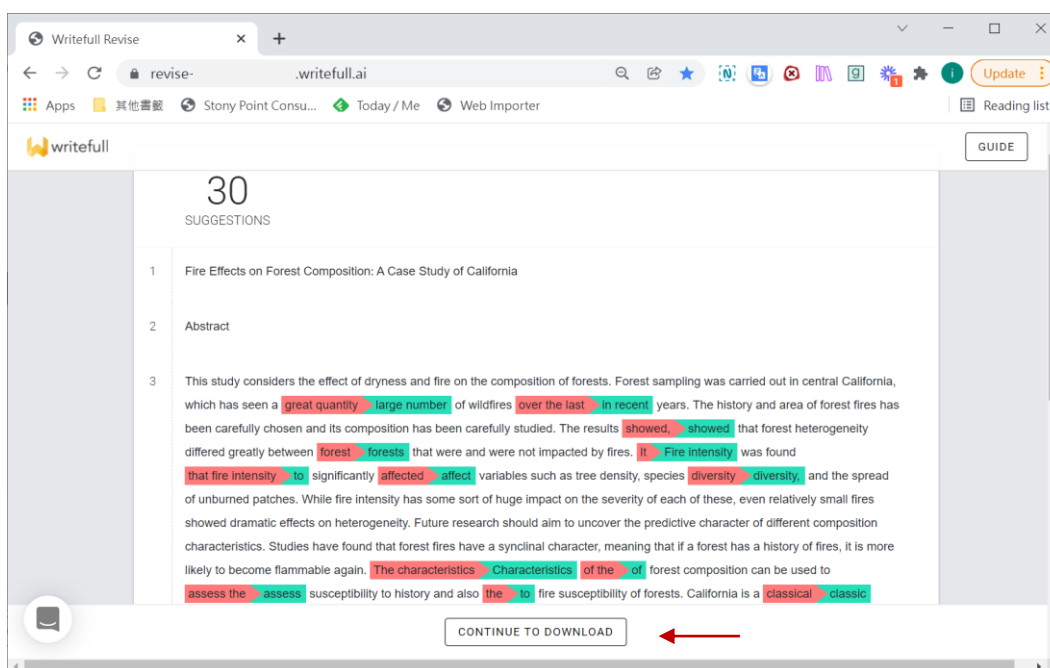 Writefull Revise
revise- .writefull.ai
Update
Apps 其他書籤 Stony Point Consu... Today / Me Web Importer Reading list
writefull GUIDE
30
SUGGESTIONS
1 Fire Effects on Forest Composition: A Case Study of California
2 Abstract
3 This study considers the effect of dryness and fire on the composition of forests. Forest sampling was carried out in central California,
which has seen a great quantity large number of wildfires over the last in recent years. The history and area of forest fires has
been carefully chosen and its composition has been carefully studied. The results showed, showed that forest heterogeneity
differed greatly between forest forests that were and were not impacted by fires. It Fire intensity was found
that fire intensity to significantly affected affect variables such as tree density, species diversity diversity, and the spread
of unburned patches. While fire intensity has some sort of huge impact on the severity of each of these, even relatively small fires
showed dramatic effects on heterogeneity. Future research should aim to uncover the predictive character of different composition
characteristics. Studies have found that forest fires have a synclinal character, meaning that if a forest has a history of fires, it is more
likely to become flammable again. The characteristics Characteristics of the of forest composition can be used to
assess the assess susceptibility to history and also the to fire susceptibility of forests. California is a classical classic
CONTINUE TO DOWNLOAD